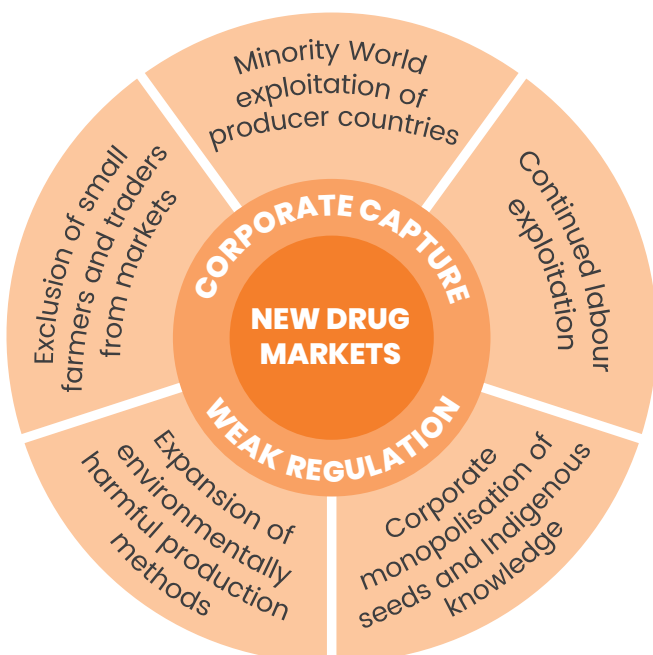 Minority World
exploitation of
producer countries
Continued labour
exploitation
Corporate
monopolisation of
seeds and Indigenous
knowledge
Expansion of
environmentally
harmful production
methods
Exclusion of small
farmers and traders
from markets
CORPORATE CAPTURE
NEW DRUG
MARKETS
WEAK REGULATION